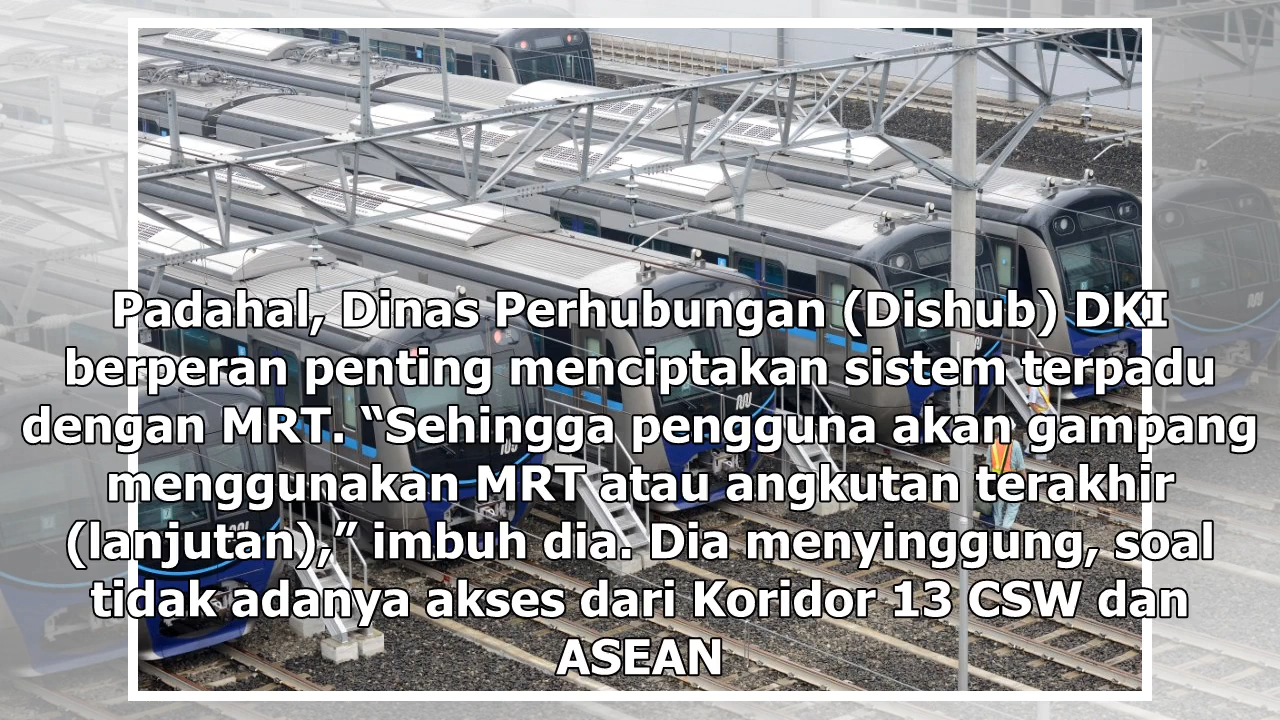 Padahal, Dinas Perhubungan (Dishub) DKI
berperan penting menciptakan sistem terpadu
dengan MRT. “Sehingga pengguna akan gampang
menggunakan MRT atau angkutan terakhir
(lanjutan),” imbuh dia. Dia menyinggung, soal
tidak adanya akses dari Koridor 13 CSW dan
ASEAN